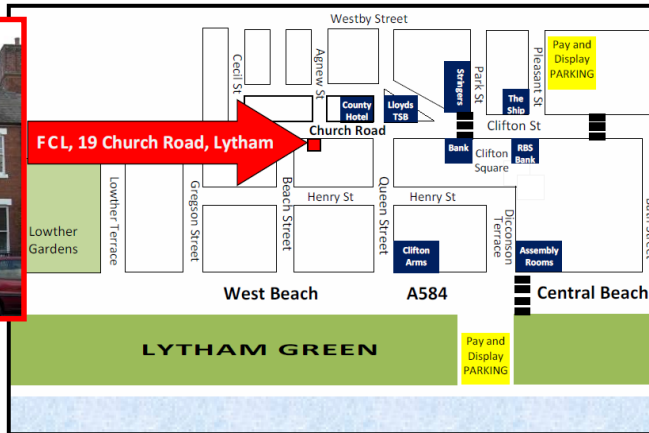 Westby Street
Cecil St
Agnew St
Stringers
Park St
Pleasant St
Pay and
Display
PARKING
County
Hotel
Lloyds
TSB
The
Ship
Church Road
Clifton St
FCL, 19 Church Road, Lytham
Bank
Clifton
Square
RBS
Bank
Lowther
Gardens
Lowther Terrace
Gregson Street
Beach Street
Henry St
Queen Street
Henry St
Dicconson
Terrace
Clifton
Arms
Assembly
Rooms
West Beach
A584
Central Beach
LYTHAM GREEN
Pay and
Display
PARKING